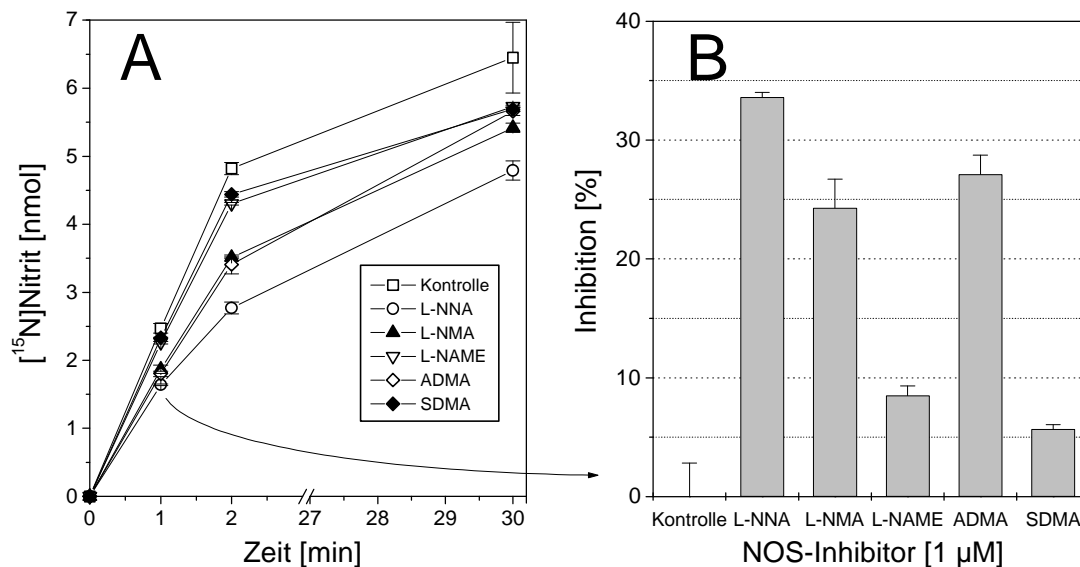 A
[¹⁵N]Nitrit [nmol]
7
6
5
4
3
2
1
0
Kontrolle
L-NNA
L-NMA
L-NAME
ADMA
SDMA
0 1 2 27 28 29 30
Zeit [min]
B
Inhibition [%]
40
30
20
10
0
Kontrolle L-NNA L-NMA L-NAME ADMA SDMA
NOS-Inhibitor [1 µM]